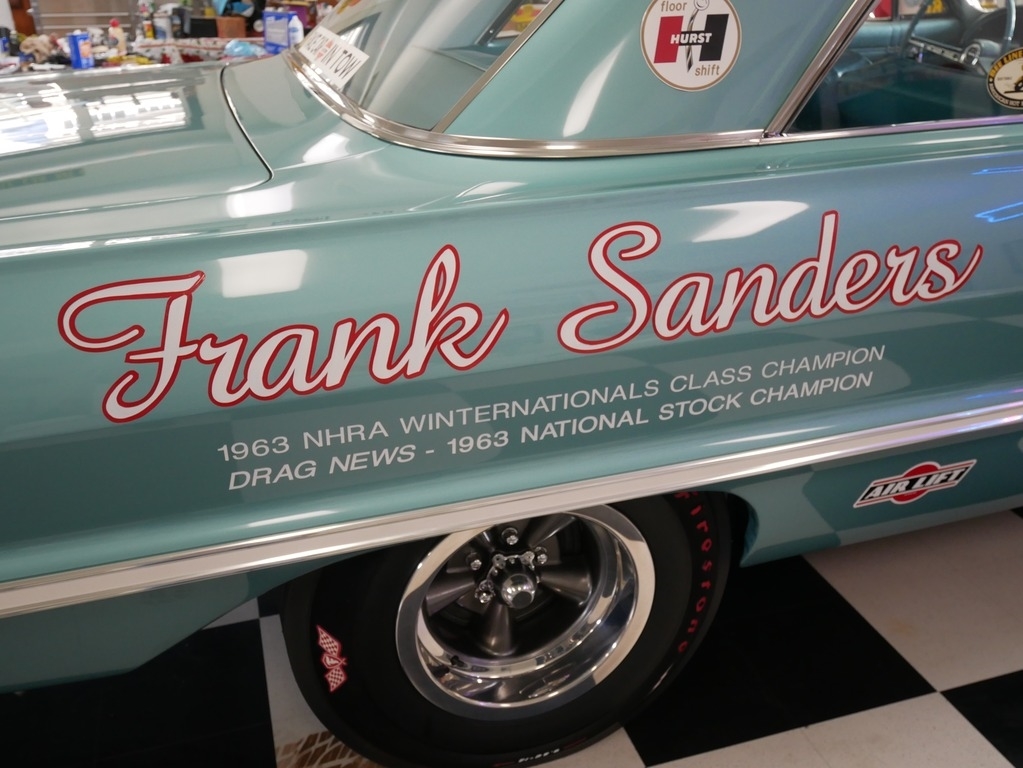 floor
HURST
shift
Frank Sanders
1963 NHRA WINTERNATIONALS CLASS CHAMPION
DRAG NEWS - 1963 NATIONAL STOCK CHAMPION
AIR LIFT
Firestone